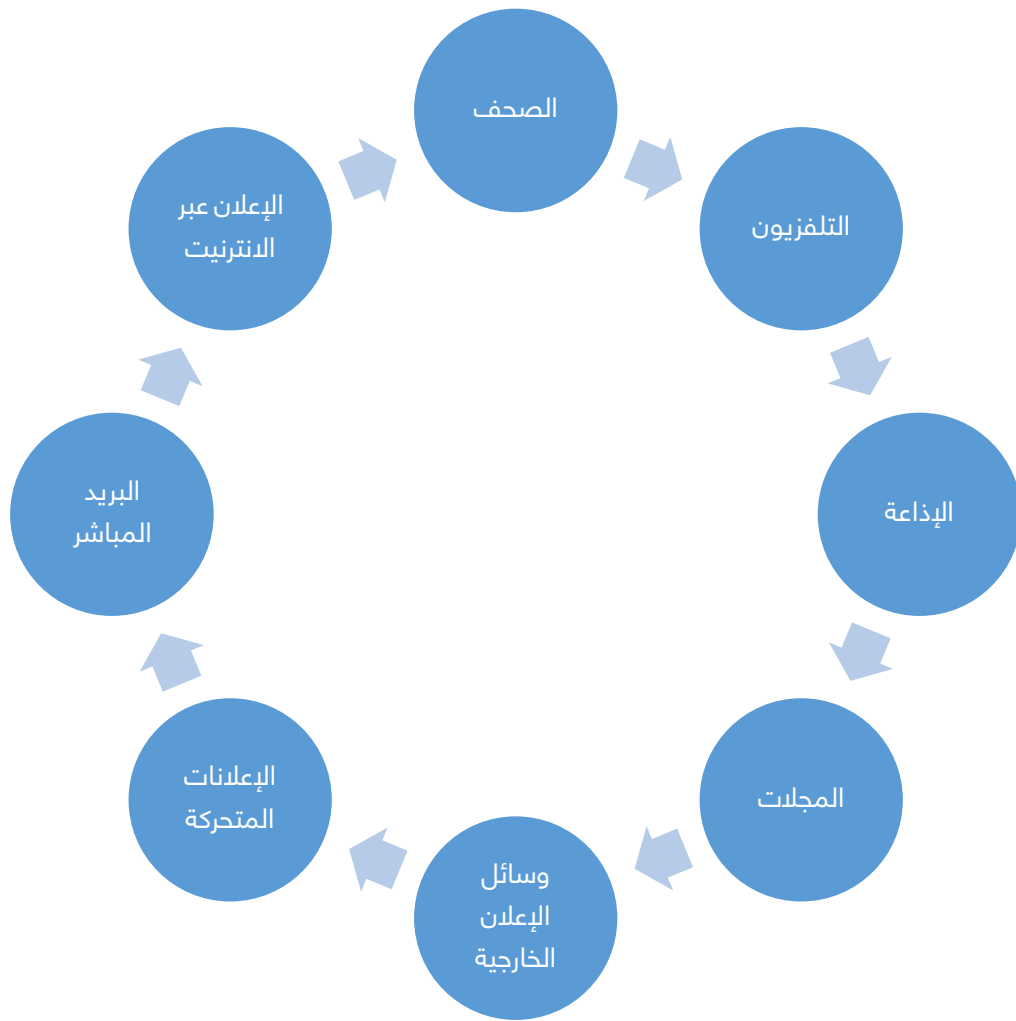 الصحف
التلفزيون
الإذاعة
المجلات
وسائل
الإعلان
الخارجية
الإعلانات
المتحركة
البريد
المباشر
الإعلان عبر
الانترنيت